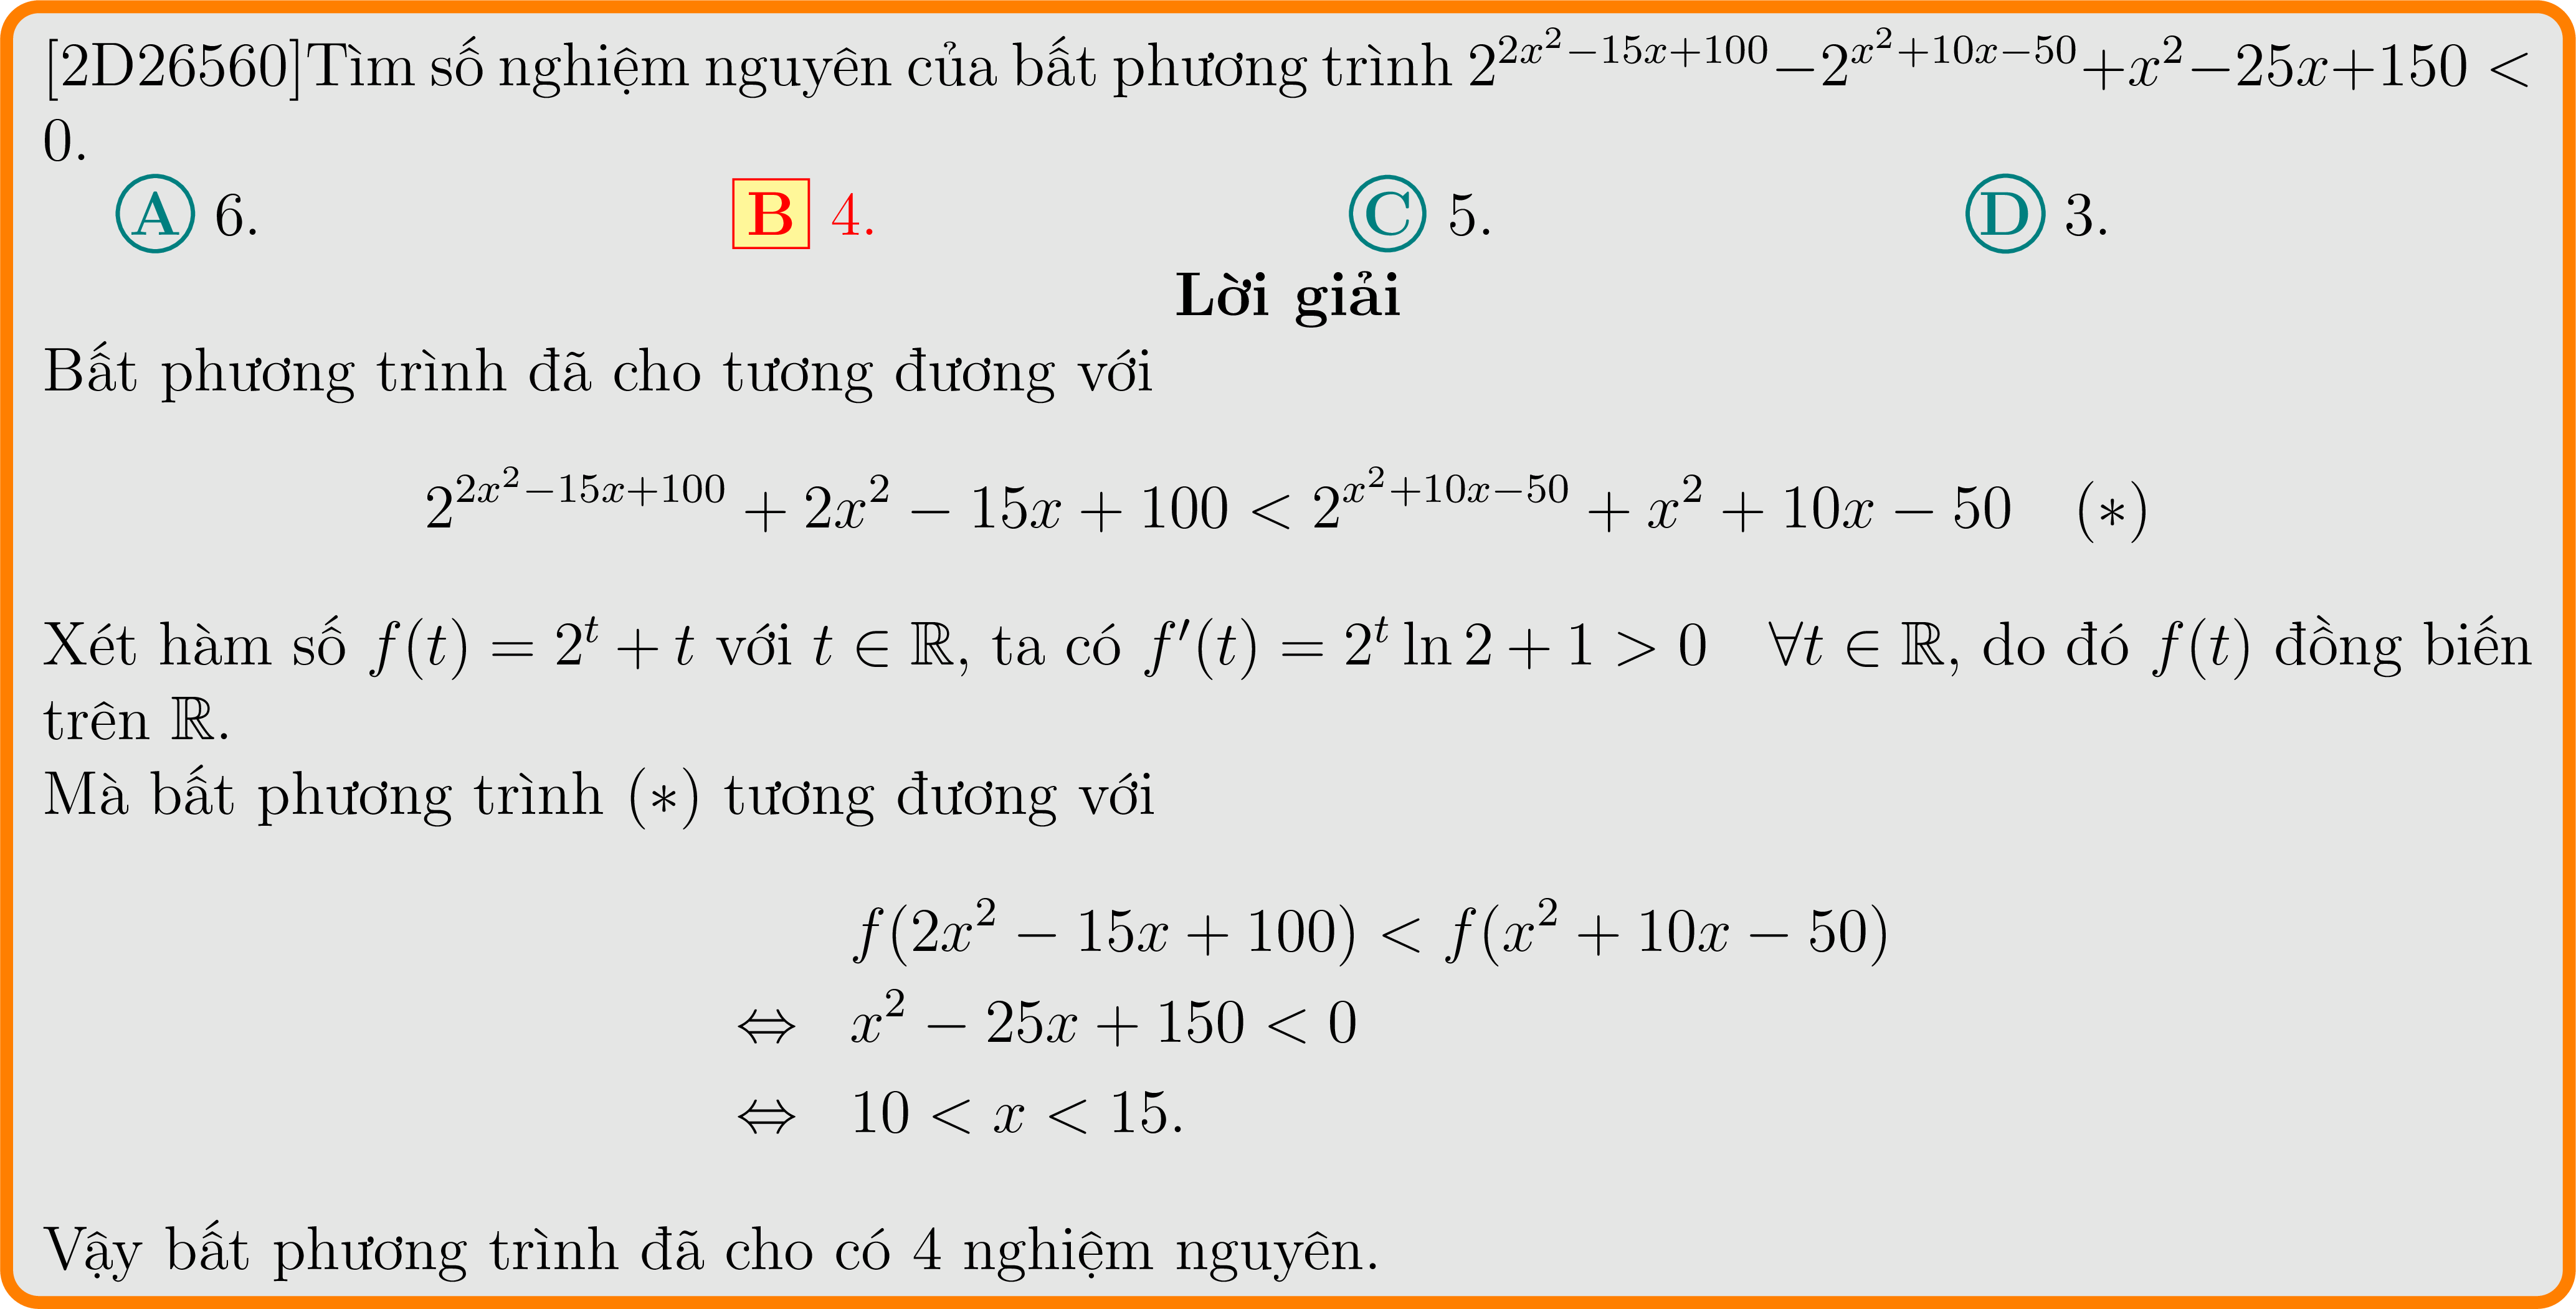 [2D26560]Tìm số nghiệm nguyên của bất phương trình $2^{2x^2-15x+100}-2^{x^2+10x-50}+x^2-25x+150<$
0.
Ⓐ 6. B 4. Ⓒ 5. Ⓓ 3.
Lời giải
Bất phương trình đã cho tương đương với
$2^{2x^2-15x+100}+2x^2-15x+100<2^{x^2+10x-50}+x^2+10x-50 \quad (*)$
Xét hàm số $f(t)=2^t+t$ với $t\in\mathbb{R}$, ta có $f'(t)=2^t\ln 2+1>0 \quad \forall t\in\mathbb{R}$, do đó $f(t)$ đồng biến
trên $\mathbb{R}$.
Mà bất phương trình $(*)$ tương đương với
$f(2x^2-15x+100)<f(x^2+10x-50)$
$\Leftrightarrow \quad x^2-25x+150<0$
$\Leftrightarrow \quad 10<x<15.$
Vậy bất phương trình đã cho có 4 nghiệm nguyên.